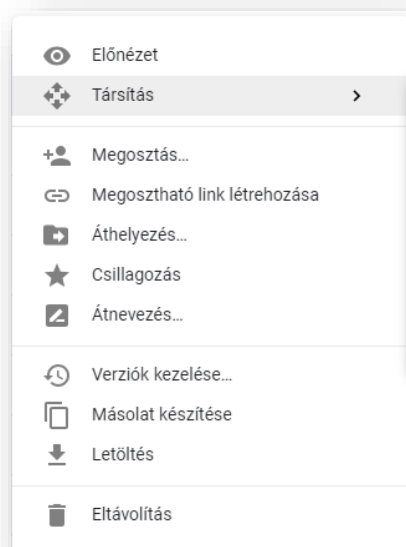 Előnézet
Társítás
Megosztás...
Megosztható link létrehozása
Áthelyezés...
Csillagozás
Átnevezés...
Verziók kezelése...
Másolat készítése
Letöltés
Eltávolítás